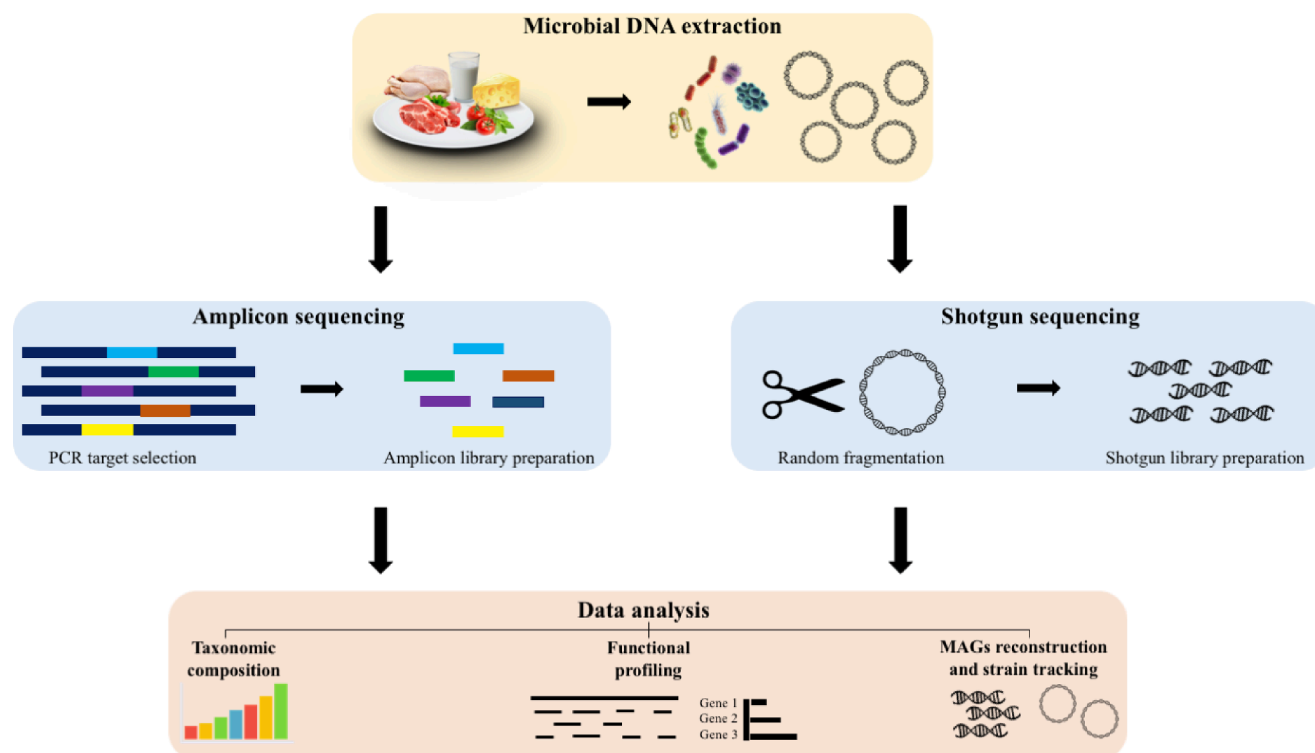 Microbial DNA extraction
Amplicon sequencing
PCR target selection
Amplicon library preparation
Shotgun sequencing
Random fragmentation
Shotgun library preparation
Data analysis
Taxonomic
composition
Functional
profiling
Gene 1
Gene 2
Gene 3
MAGs reconstruction
and strain tracking